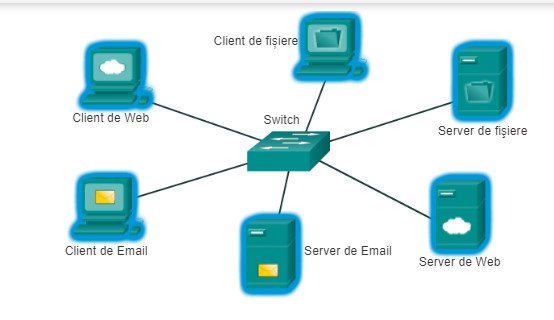 Client de fișiere
Client de Web
Switch
Server de fișiere
Client de Email
Server de Email
Server de Web